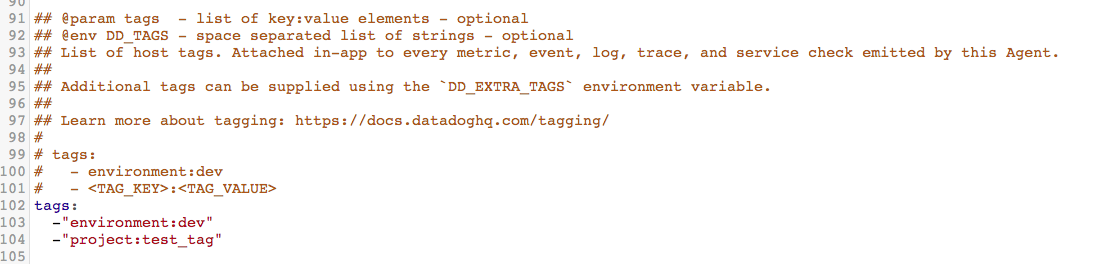 90
91 ## @param tags  - list of key:value elements - optional
92 ## @env DD_TAGS - space separated list of strings - optional
93 ## List of host tags. Attached in-app to every metric, event, log, trace, and service check emitted by this Agent.
94 ##
95 ## Additional tags can be supplied using the `DD_EXTRA_TAGS` environment variable.
96 ##
97 ## Learn more about tagging: https://docs.datadoghq.com/tagging/
98 #
99 # tags:
100 #   - environment:dev
101 #   - <TAG_KEY>:<TAG_VALUE>
102 tags:
103   -"environment:dev"
104   -"project:test_tag"
105